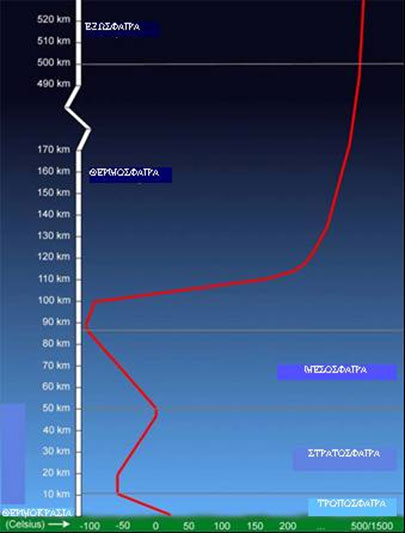 520 km
ΕΞΩΣΦΑΙΡΑ
510 km
500 km
490 km
170 km
160 km
ΘΕΡΜΟΣΦΑΙΡΑ
150 km
140 km
130 km
120 km
110 km
100 km
90 km
80 km
70 km
ΜΕΣΟΣΦΑΙΡΑ
60 km
50 km
40 km
30 km
ΣΤΡΑΤΟΣΦΑΙΡΑ
20 km
10 km
ΤΡΟΠΟΣΦΑΙΡΑ
ΘΕΡΜΟΚΡΑΣΙΑ
(Celsius) -100 -50 0 50 100 150 200 ... 500/1500